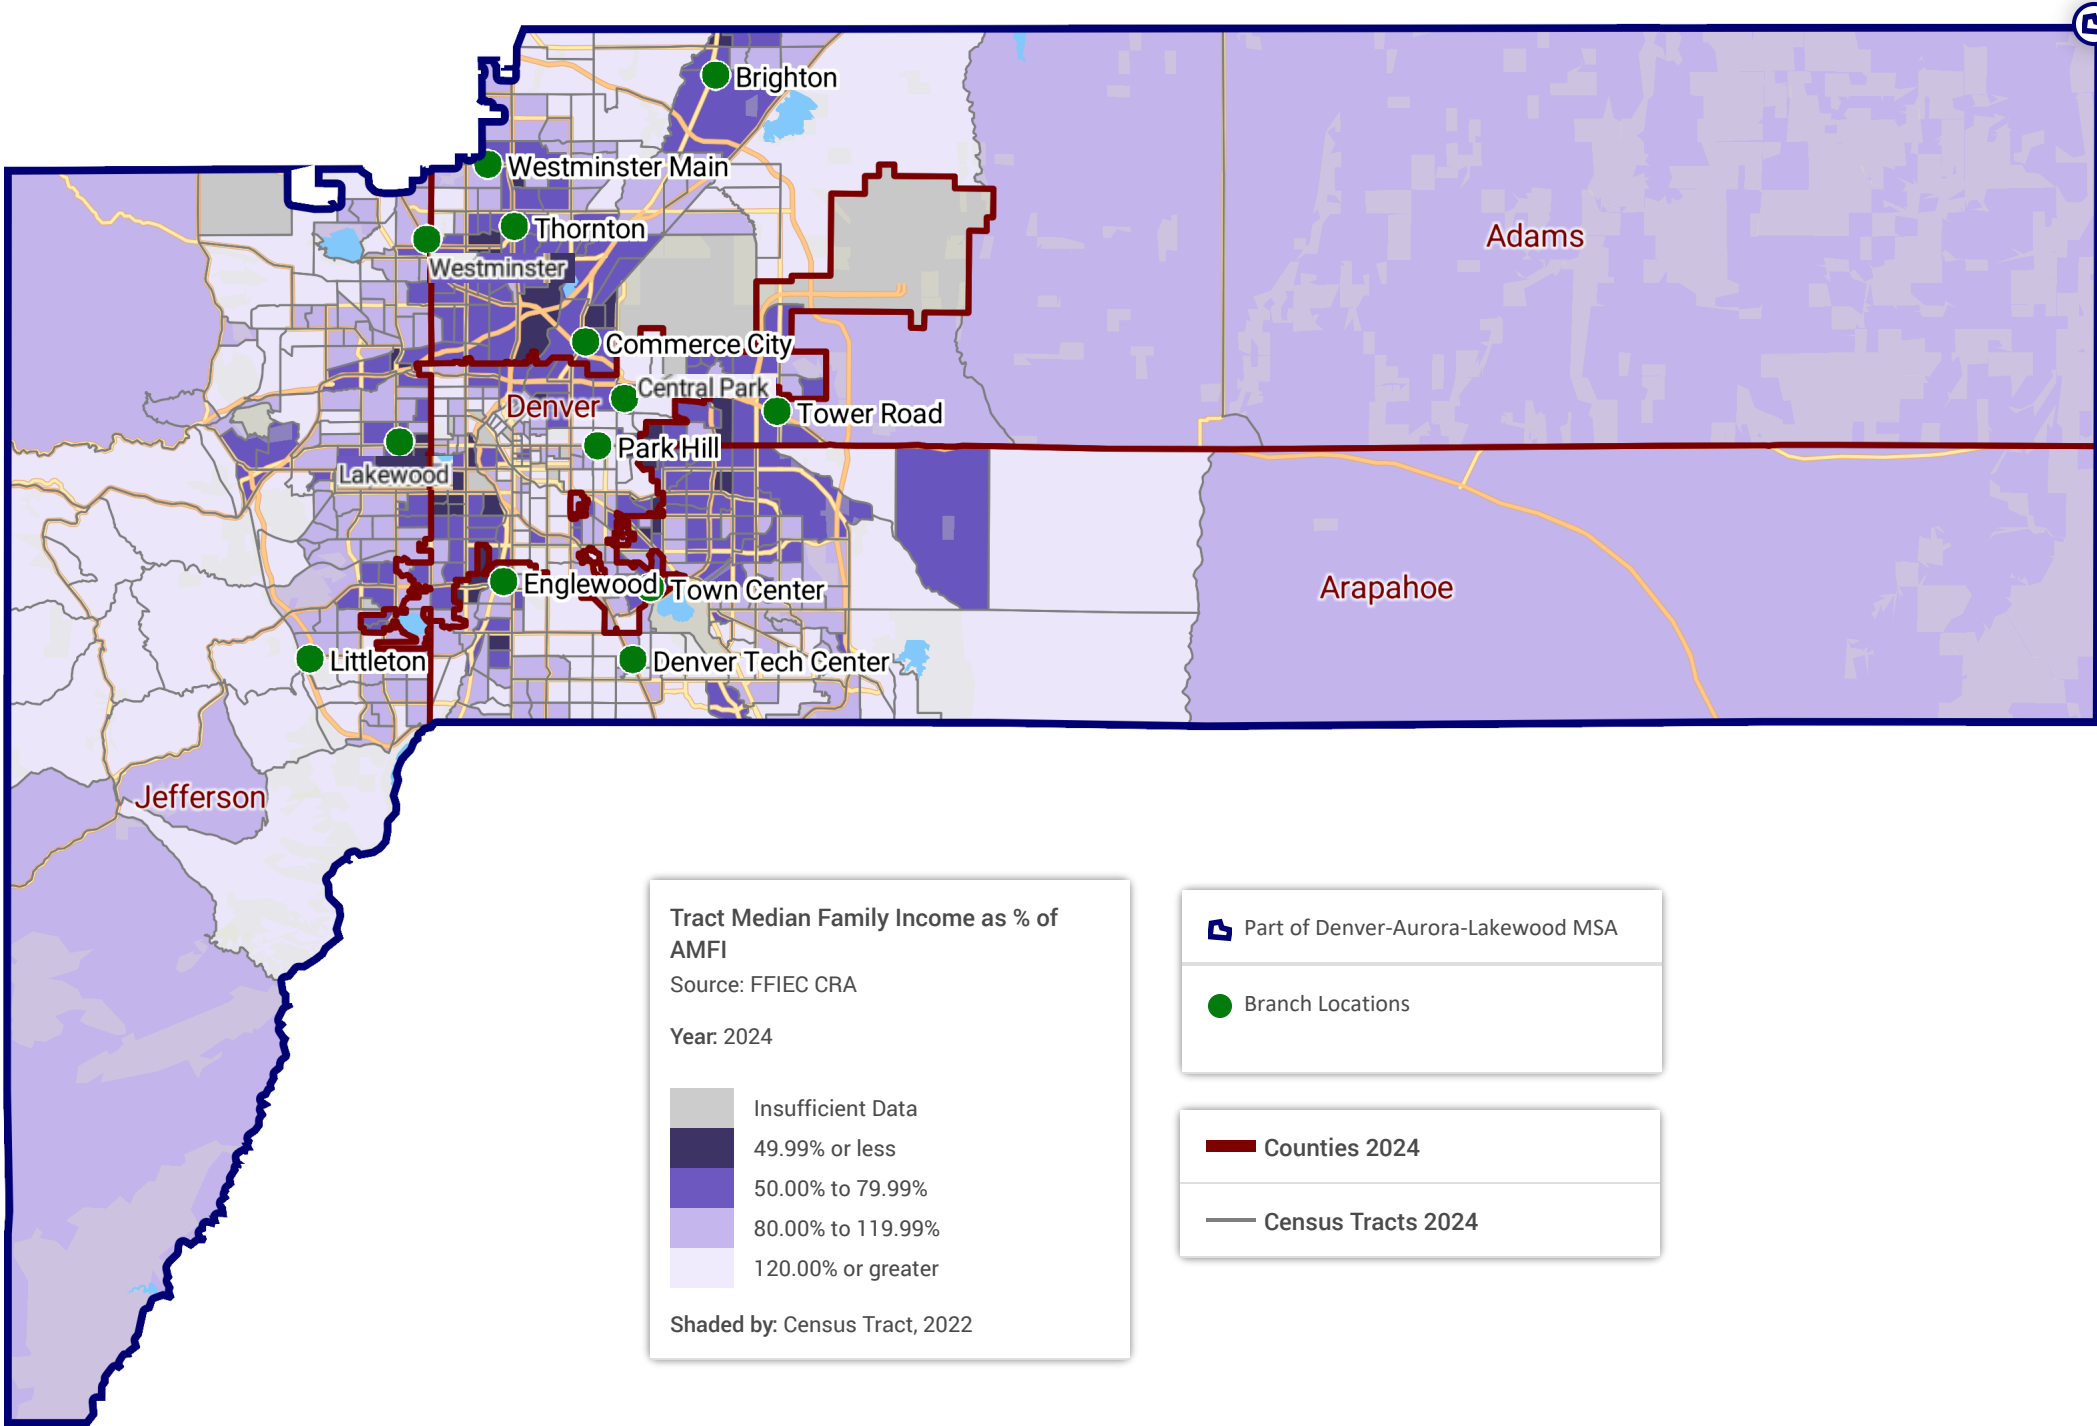 Brighton
Westminster Main
Thornton
Westminster
Adams
Commerce City
Central Park
Denver
Tower Road
Park Hill
Lakewood
Englewood
Town Center
Arapahoe
Littleton
Denver Tech Center
Jefferson
Tract Median Family Income as % of
AMFI
Source: FFIEC CRA
Year: 2024
Insufficient Data
49.99% or less
50.00% to 79.99%
80.00% to 119.99%
120.00% or greater
Shaded by: Census Tract, 2022
Part of Denver-Aurora-Lakewood MSA
Branch Locations
Counties 2024
Census Tracts 2024